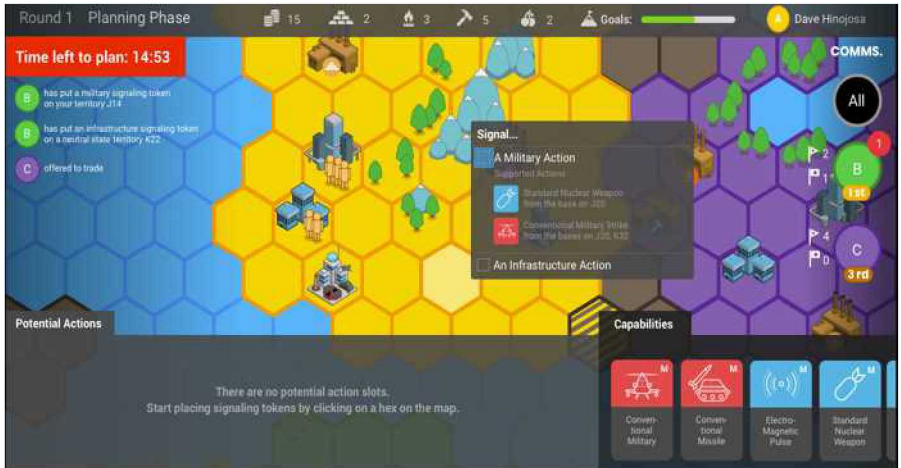 Round 1 Planning Phase
15
2
3
5
2
Goals:
A
Dave Hinojosa
Time left to plan: 14:53
COMMS.
B
has put a military signaling token
on your territory J14
B
has put an infrastructure signaling token
on a neutral state territory K22
C
offered to trade
All
Signal...
A Military Action
Supported Actions
Standard Nuclear Weapon
from the base on J20
Conventional Military Strike
from the bases on J20, K32
An Infrastructure Action
1
2
B
1
1st
4
C
0
3rd
Potential Actions
There are no potential action slots.
Start placing signaling tokens by clicking on a hex on the map.
Capabilities
M
Conven-
tional
Military
M
Conven-
tional
Missile
M
Electro-
Magnetic
Pulse
M
Standard
Nuclear
Weapon